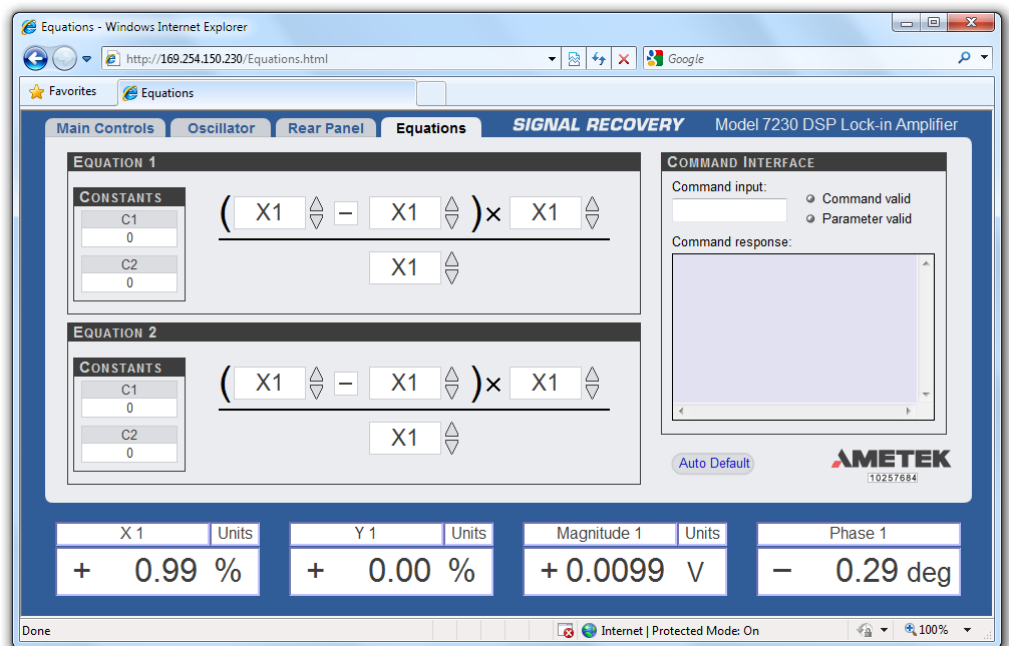 Equations - Windows Internet Explorer
http://169.254.150.230/Equations.html
Google
Favorites
Equations
Main Controls
Oscillator
Rear Panel
Equations
SIGNAL RECOVERY
Model 7230 DSP Lock-in Amplifier
EQUATION 1
CONSTANTS
C1
0
C2
0
( X1 – X1 ) × X1
X1
EQUATION 2
CONSTANTS
C1
0
C2
0
( X1 – X1 ) × X1
X1
COMMAND INTERFACE
Command input:
Command valid
Parameter valid
Command response:
Auto Default
AMETEK
10257684
X 1 Units
+ 0.99 %
Y 1 Units
+ 0.00 %
Magnitude 1 Units
+ 0.0099 V
Phase 1
– 0.29 deg
Done
Internet | Protected Mode: On
100%